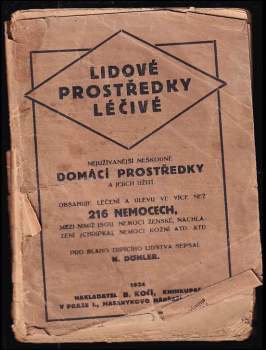 LIDOVÉ
PROSTŘEDKY
LÉČIVÉ
NEJUŽÍVANĚJŠÍ NEŠKODNÉ
DOMÁCÍ PROSTŘEDKY
A JEJICH UŽITÍ
OBSAHUJE LÉČENÍ A ÚLEVU VE VÍCE NEŽ
216 NEMOCECH,
MEZI NIMIŽ JSOU NEMOCI ŽENSKÉ, NACHLA-
ZENÍ (CHŘIPKA), NEMOCI KOŽNÍ ATD. ATD.
PRO BLAHO TRPÍCÍHO LIDSTVA SEPSAL
N. DÖHLER.
1924
NAKLADATEL B. KOČÍ, KNIHKUPEC
V PRAZE I., MASARYKOVO NÁBŘEŽÍ